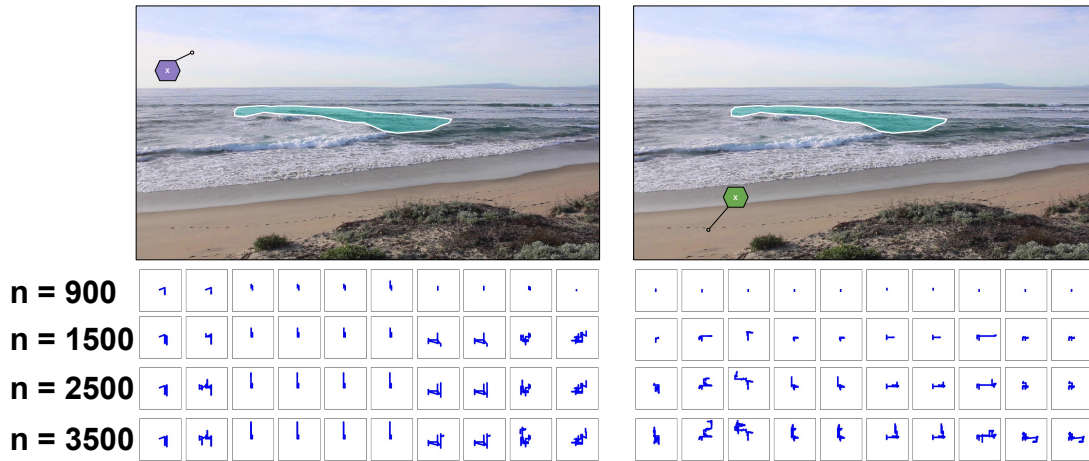 x
x
n = 900
n = 1500
n = 2500
n = 3500